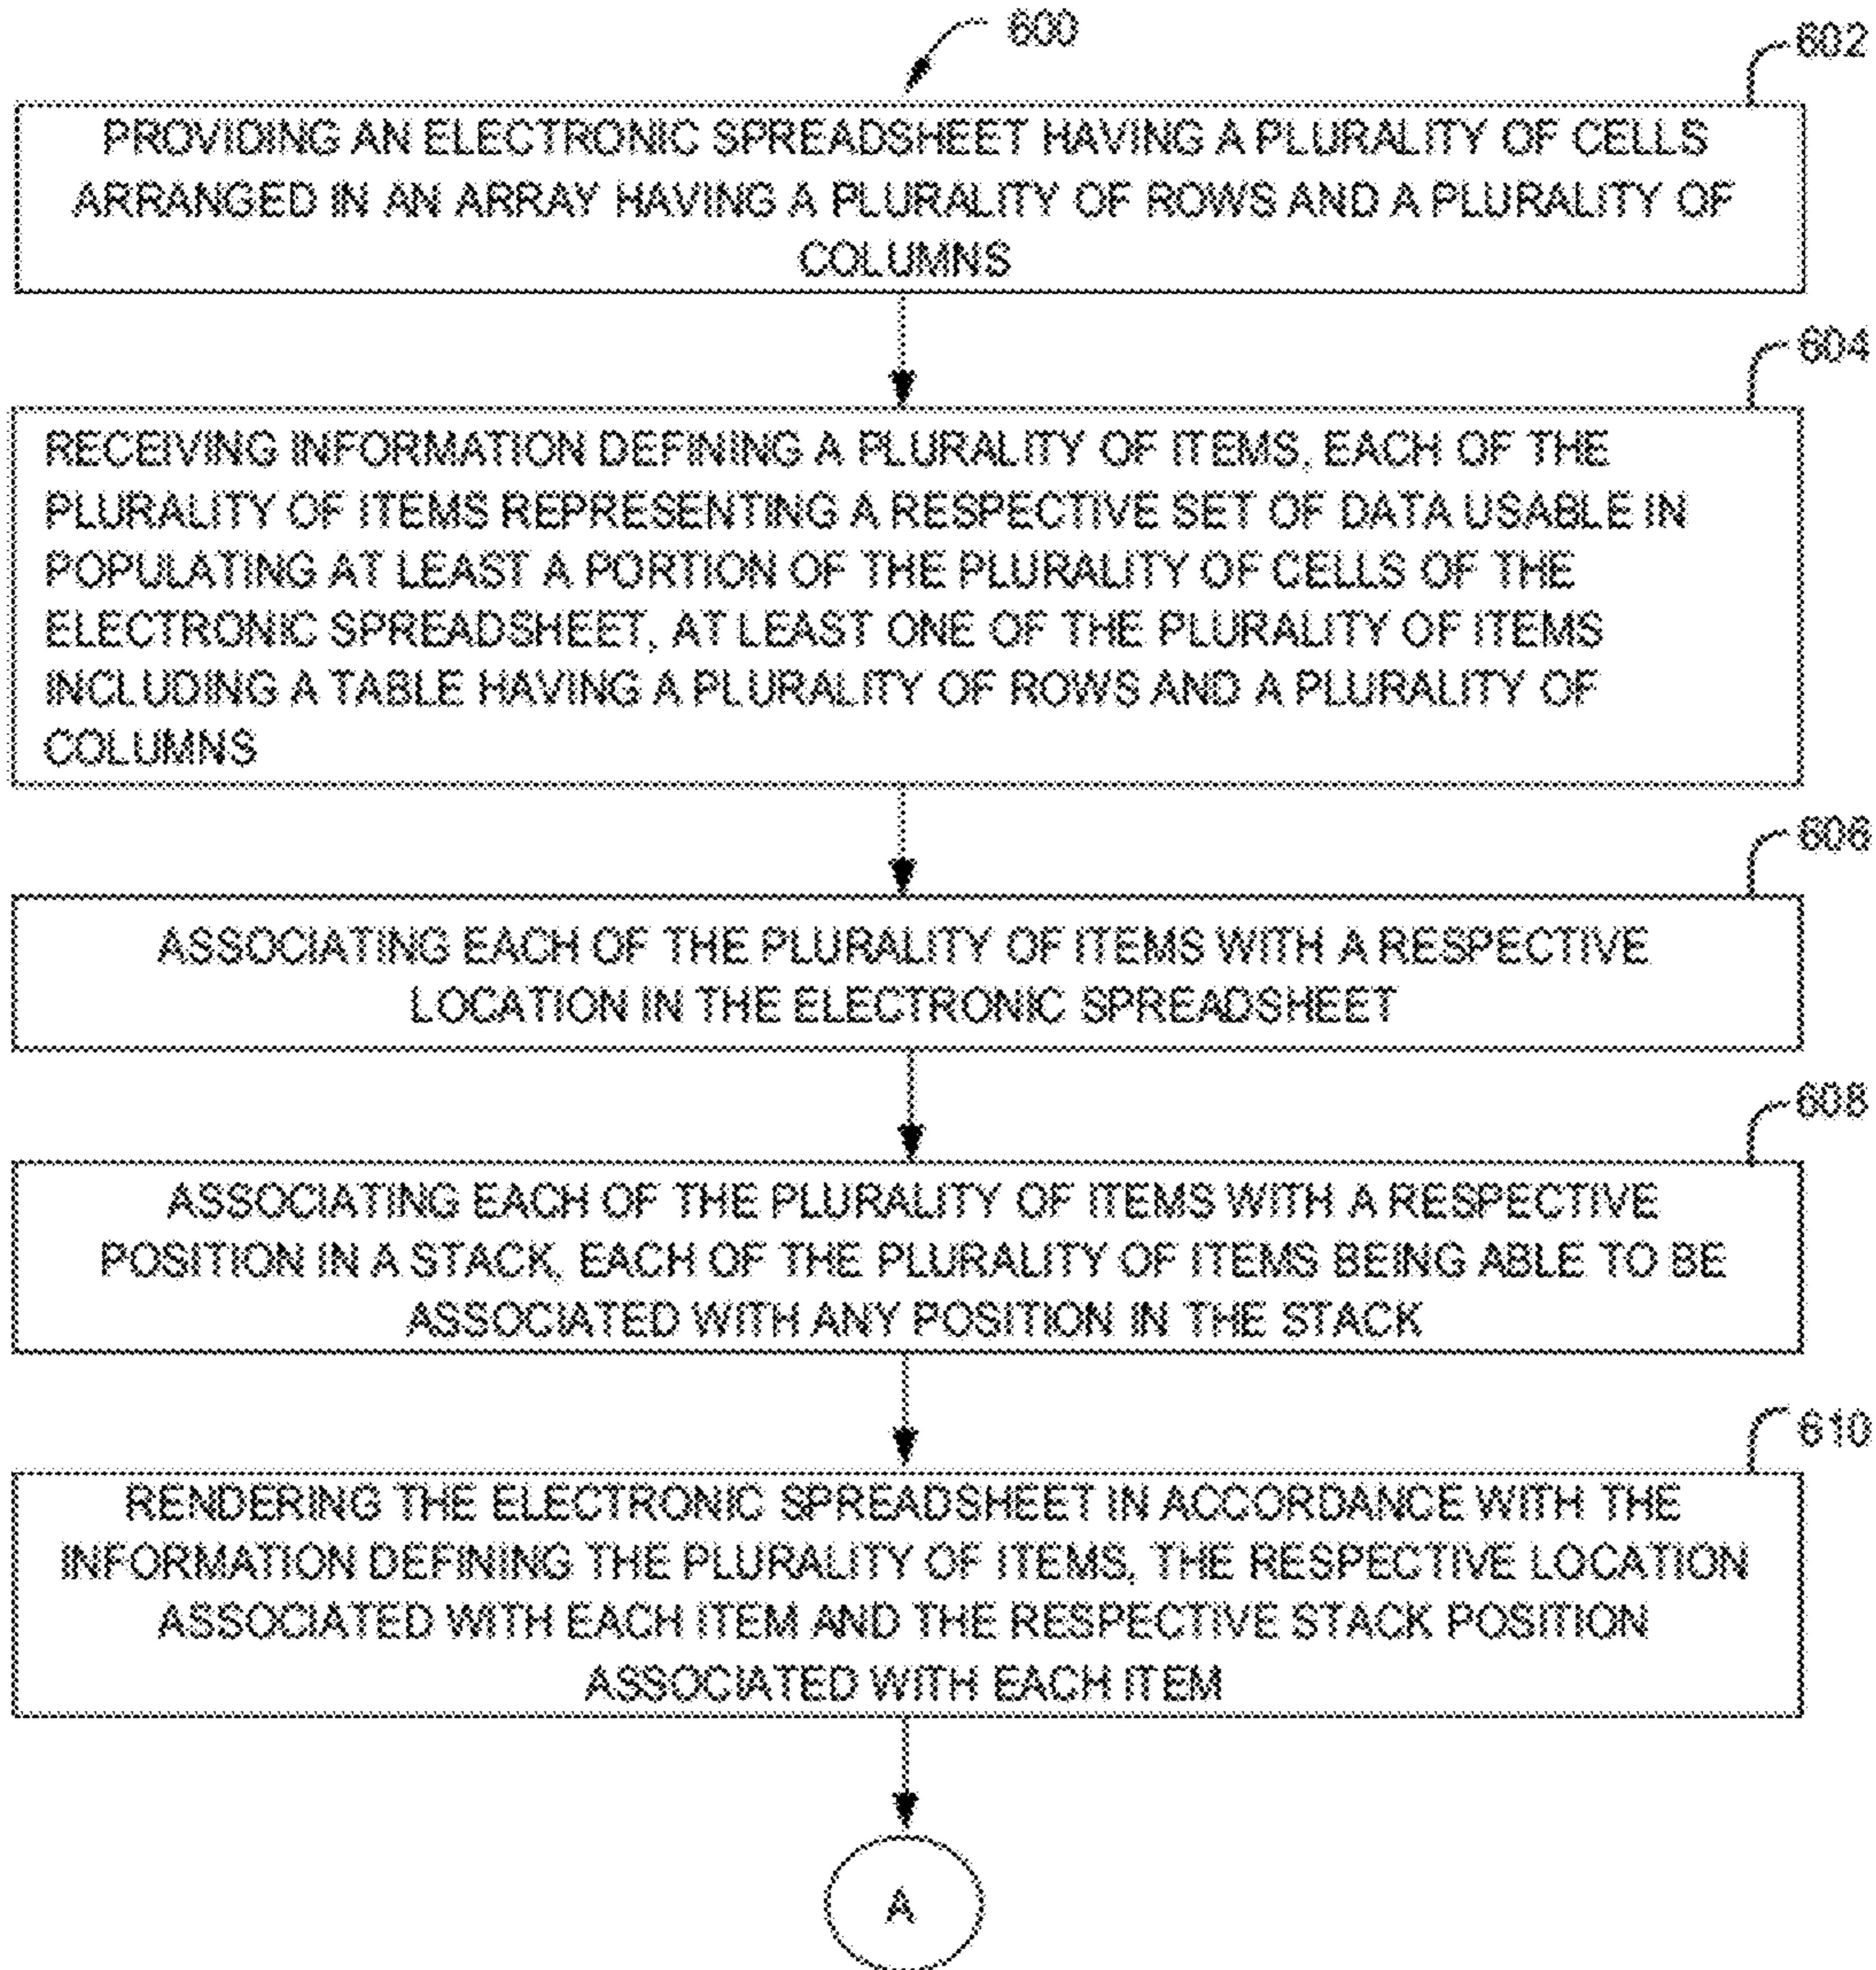 600
602
PROVIDING AN ELECTRONIC SPREADSHEET HAVING A PLURALITY OF CELLS
ARRANGED IN AN ARRAY HAVING A PLURALITY OF ROWS AND A PLURALITY OF
COLUMNS
604
RECEIVING INFORMATION DEFINING A PLURALITY OF ITEMS, EACH OF THE
PLURALITY OF ITEMS REPRESENTING A RESPECTIVE SET OF DATA USABLE IN
POPULATING AT LEAST A PORTION OF THE PLURALITY OF CELLS OF THE
ELECTRONIC SPREADSHEET, AT LEAST ONE OF THE PLURALITY OF ITEMS
INCLUDING A TABLE HAVING A PLURALITY OF ROWS AND A PLURALITY OF
COLUMNS
606
ASSOCIATING EACH OF THE PLURALITY OF ITEMS WITH A RESPECTIVE
LOCATION IN THE ELECTRONIC SPREADSHEET
608
ASSOCIATING EACH OF THE PLURALITY OF ITEMS WITH A RESPECTIVE
POSITION IN A STACK, EACH OF THE PLURALITY OF ITEMS BEING ABLE TO BE
ASSOCIATED WITH ANY POSITION IN THE STACK
610
RENDERING THE ELECTRONIC SPREADSHEET IN ACCORDANCE WITH THE
INFORMATION DEFINING THE PLURALITY OF ITEMS, THE RESPECTIVE LOCATION
ASSOCIATED WITH EACH ITEM AND THE RESPECTIVE STACK POSITION
ASSOCIATED WITH EACH ITEM
A